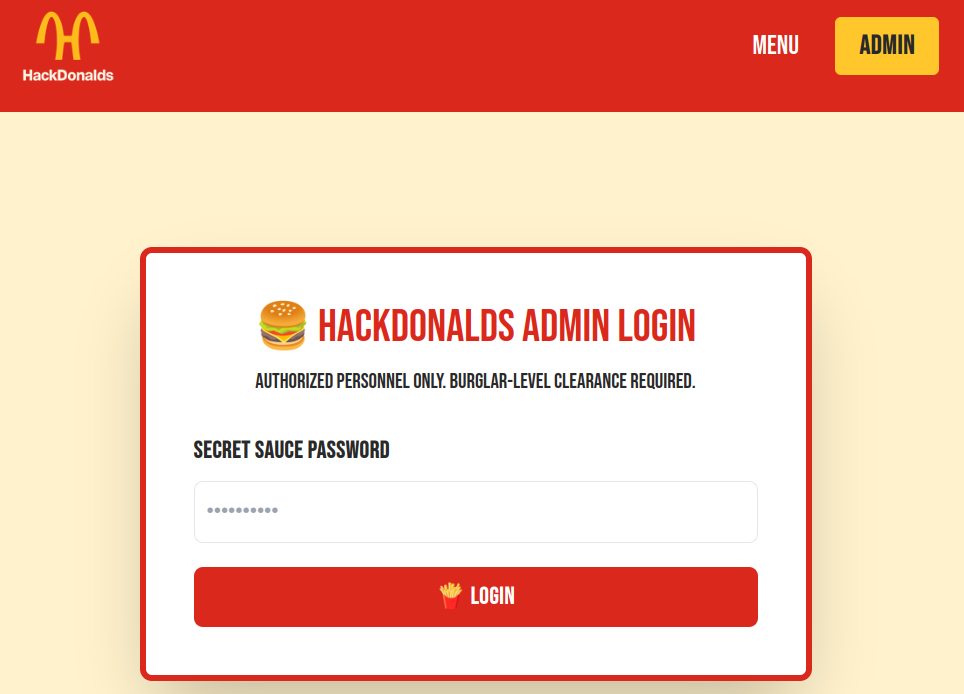 HackDonalds
MENU
ADMIN
HACKDONALDS ADMIN LOGIN
AUTHORIZED PERSONNEL ONLY. BURGLAR-LEVEL CLEARANCE REQUIRED.
SECRET SAUCE PASSWORD
••••••••••
LOGIN